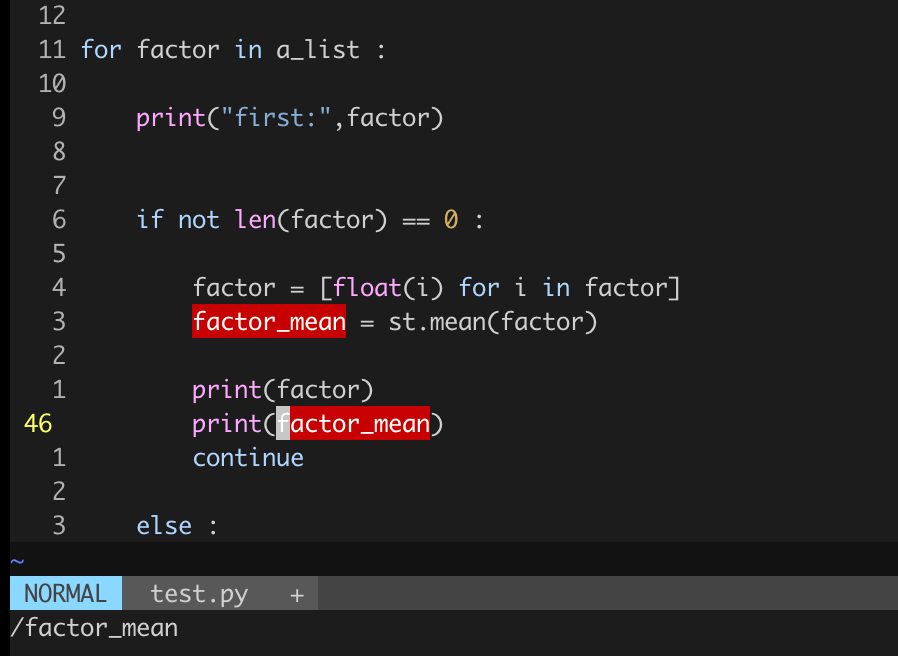 12
11 for factor in a_list :
10
9 print("first:",factor)
8
7
6 if not len(factor) == 0 :
5
4 factor = [float(i) for i in factor]
3 factor_mean = st.mean(factor)
2
1 print(factor)
46 print(factor_mean)
1 continue
2
3 else :
~
NORMAL test.py +
/factor_mean